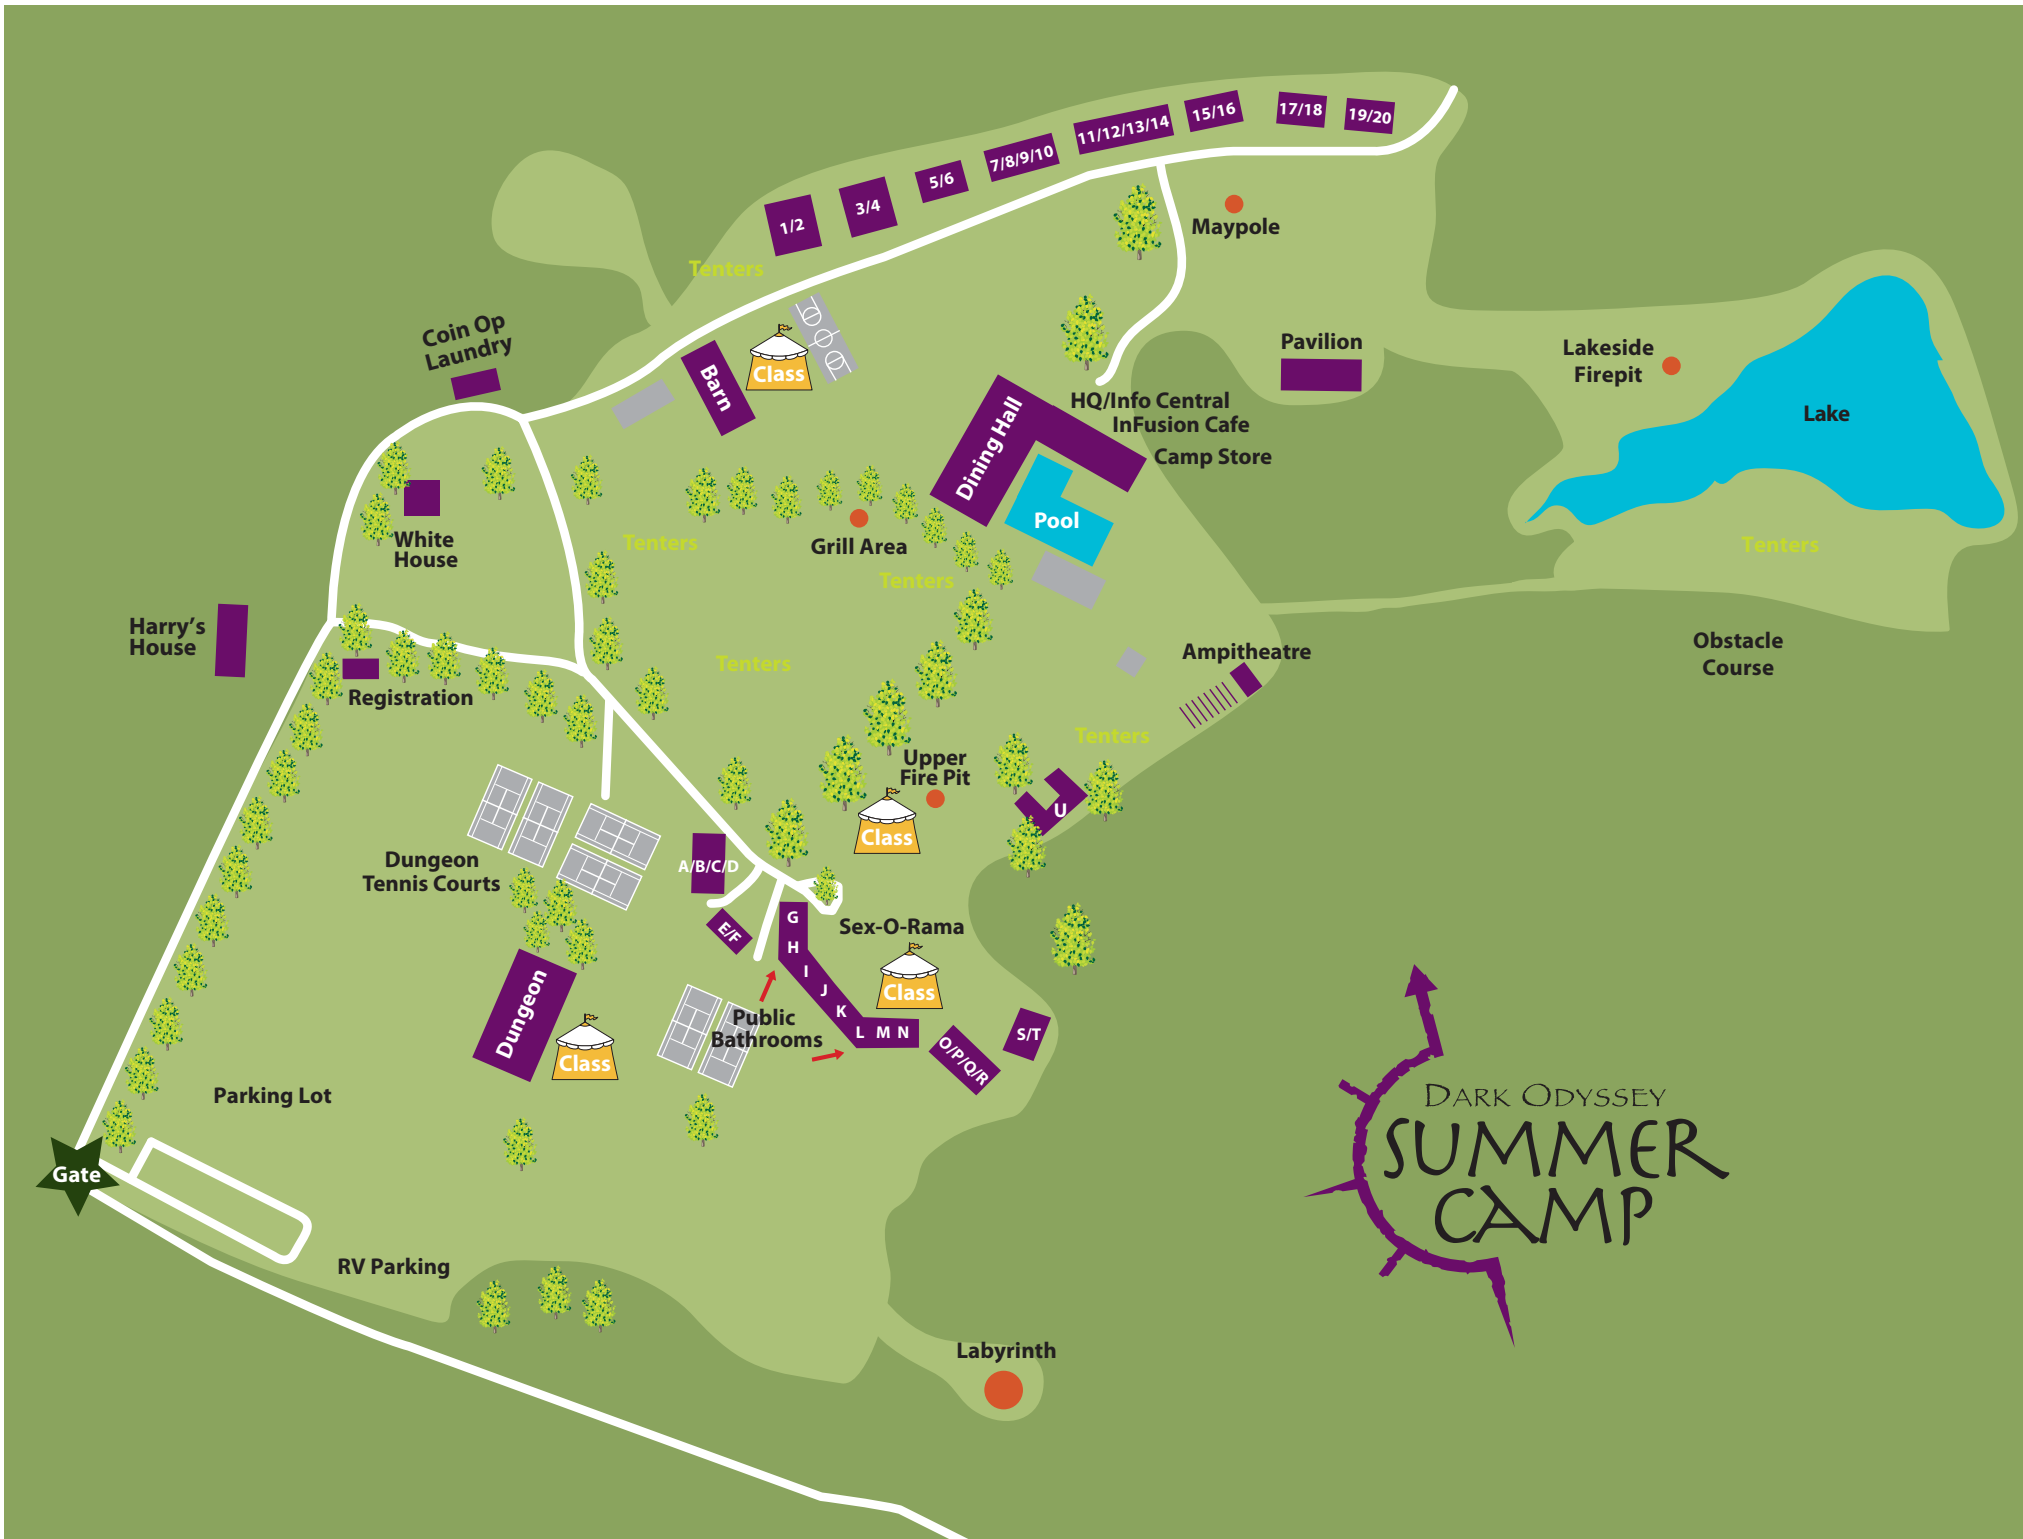 11/12/13/14
15/16
17/18
19/20
7/8/9/10
5/6
3/4
1/2
Maypole
Tenters
Coin Op
Laundry
Barn
Class
Pavilion
Lakeside
Firepit
Lake
HQ/Info Central
InFusion Cafe
Camp Store
Dining Hall
Pool
White
House
Tenters
Grill Area
Tenters
Tenters
Harry's
House
Registration
Tenters
Ampitheatre
Obstacle
Course
Tenters
Upper
Fire Pit
Class
U
Dungeon
Tennis Courts
A/B/C/D
E/F
G
H
I
J
K
L M N
Sex-O-Rama
Class
Public
Bathrooms
O/P/Q/R
S/T
Dungeon
Class
Parking Lot
Gate
RV Parking
Labyrinth
DARK ODYSSEY
SUMMER
CAMP